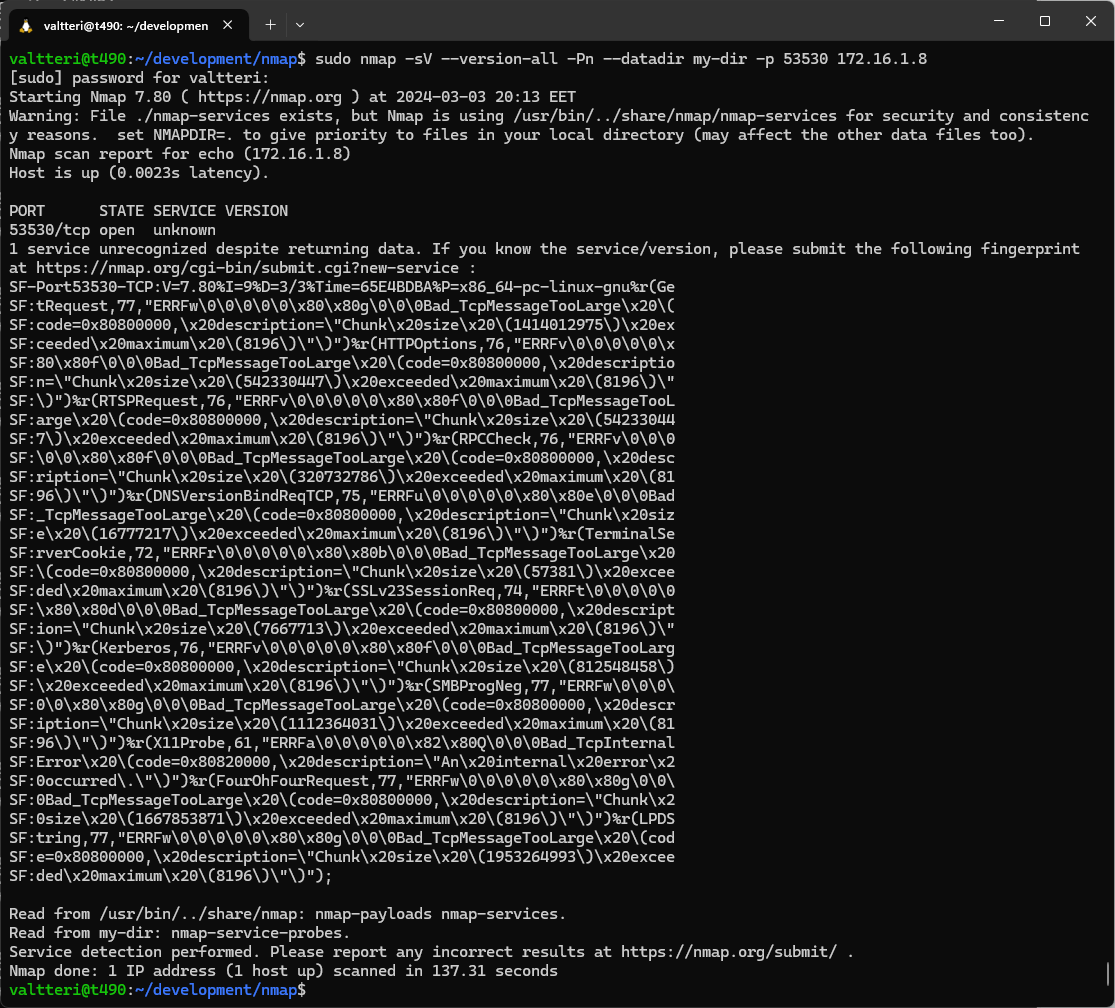 valtteri@t490: ~/developmen
valtteri@t490:~/development/nmap$ sudo nmap -sV --version-all -Pn --datadir my-dir -p 53530 172.16.1.8
[sudo] password for valtteri:
Starting Nmap 7.80 ( https://nmap.org ) at 2024-03-03 20:13 EET
Warning: File ./nmap-services exists, but Nmap is using /usr/bin/../share/nmap/nmap-services for security and consistenc
y reasons.  set NMAPDIR=. to give priority to files in your local directory (may affect the other data files too).
Nmap scan report for echo (172.16.1.8)
Host is up (0.0023s latency).
PORT      STATE SERVICE VERSION
53530/tcp open  unknown
1 service unrecognized despite returning data. If you know the service/version, please submit the following fingerprint
at https://nmap.org/cgi-bin/submit.cgi?new-service :
SF-Port53530-TCP:V=7.80%I=9%D=3/3%Time=65E4BDBA%P=x86_64-pc-linux-gnu%r(Ge
SF:tRequest,77,"ERRFw\0\0\0\0\0\x80\x80g\0\0\0Bad_TcpMessageTooLarge\x20\(
SF:code=0x80800000,\x20description=\"Chunk\x20size\x20\(1414012975\)\x20ex
SF:ceeded\x20maximum\x20\(8196\)\"\)")%r(HTTPOptions,76,"ERRFv\0\0\0\0\0\x
SF:80\x80f\0\0\0Bad_TcpMessageTooLarge\x20\(code=0x80800000,\x20descriptio
SF:n=\"Chunk\x20size\x20\(542330447\)\x20exceeded\x20maximum\x20\(8196\)\"
SF:\)")%r(RTSPRequest,76,"ERRFv\0\0\0\0\0\x80\x80f\0\0\0Bad_TcpMessageTooL
SF:arge\x20\(code=0x80800000,\x20description=\"Chunk\x20size\x20\(54233044
SF:7\)\x20exceeded\x20maximum\x20\(8196\)\"\)")%r(RPCCheck,76,"ERRFv\0\0\0
SF:\0\0\x80\x80f\0\0\0Bad_TcpMessageTooLarge\x20\(code=0x80800000,\x20desc
SF:ription=\"Chunk\x20size\x20\(320732786\)\x20exceeded\x20maximum\x20\(81
SF:96\)\"\)")%r(DNSVersionBindReqTCP,75,"ERRFu\0\0\0\0\0\x80\x80e\0\0\0Bad
SF:_TcpMessageTooLarge\x20\(code=0x80800000,\x20description=\"Chunk\x20siz
SF:e\x20\(16777217\)\x20exceeded\x20maximum\x20\(8196\)\"\)")%r(TerminalSe
SF:rverCookie,72,"ERRFr\0\0\0\0\0\x80\x80b\0\0\0Bad_TcpMessageTooLarge\x20
SF:\(code=0x80800000,\x20description=\"Chunk\x20size\x20\(57381\)\x20excee
SF:ded\x20maximum\x20\(8196\)\"\)")%r(SSLv23SessionReq,74,"ERRFt\0\0\0\0\0
SF:\x80\x80d\0\0\0Bad_TcpMessageTooLarge\x20\(code=0x80800000,\x20descript
SF:ion=\"Chunk\x20size\x20\(7667713\)\x20exceeded\x20maximum\x20\(8196\)\"
SF:\)")%r(Kerberos,76,"ERRFv\0\0\0\0\0\x80\x80f\0\0\0Bad_TcpMessageTooLarg
SF:e\x20\(code=0x80800000,\x20description=\"Chunk\x20size\x20\(812548458\)
SF:\x20exceeded\x20maximum\x20\(8196\)\"\)")%r(SMBProgNeg,77,"ERRFw\0\0\0\
SF:0\0\x80\x80g\0\0\0Bad_TcpMessageTooLarge\x20\(code=0x80800000,\x20descr
SF:iption=\"Chunk\x20size\x20\(1112364031\)\x20exceeded\x20maximum\x20\(81
SF:96\)\"\)")%r(X11Probe,61,"ERRFa\0\0\0\0\0\x82\x80Q\0\0\0Bad_TcpInternal
SF:Error\x20\(code=0x80820000,\x20description=\"An\x20internal\x20error\x2
SF:0occurred\.\"\)")%r(FourOhFourRequest,77,"ERRFw\0\0\0\0\0\x80\x80g\0\0\
SF:0Bad_TcpMessageTooLarge\x20\(code=0x80800000,\x20description=\"Chunk\x2
SF:0size\x20\(1667853871\)\x20exceeded\x20maximum\x20\(8196\)\"\)")%r(LPDS
SF:tring,77,"ERRFw\0\0\0\0\0\x80\x80g\0\0\0Bad_TcpMessageTooLarge\x20\(cod
SF:e=0x80800000,\x20description=\"Chunk\x20size\x20\(1953264993\)\x20excee
SF:ded\x20maximum\x20\(8196\)\"\)");
Read from /usr/bin/../share/nmap: nmap-payloads nmap-services.
Read from my-dir: nmap-service-probes.
Service detection performed. Please report any incorrect results at https://nmap.org/submit/ .
Nmap done: 1 IP address (1 host up) scanned in 137.31 seconds
valtteri@t490:~/development/nmap$